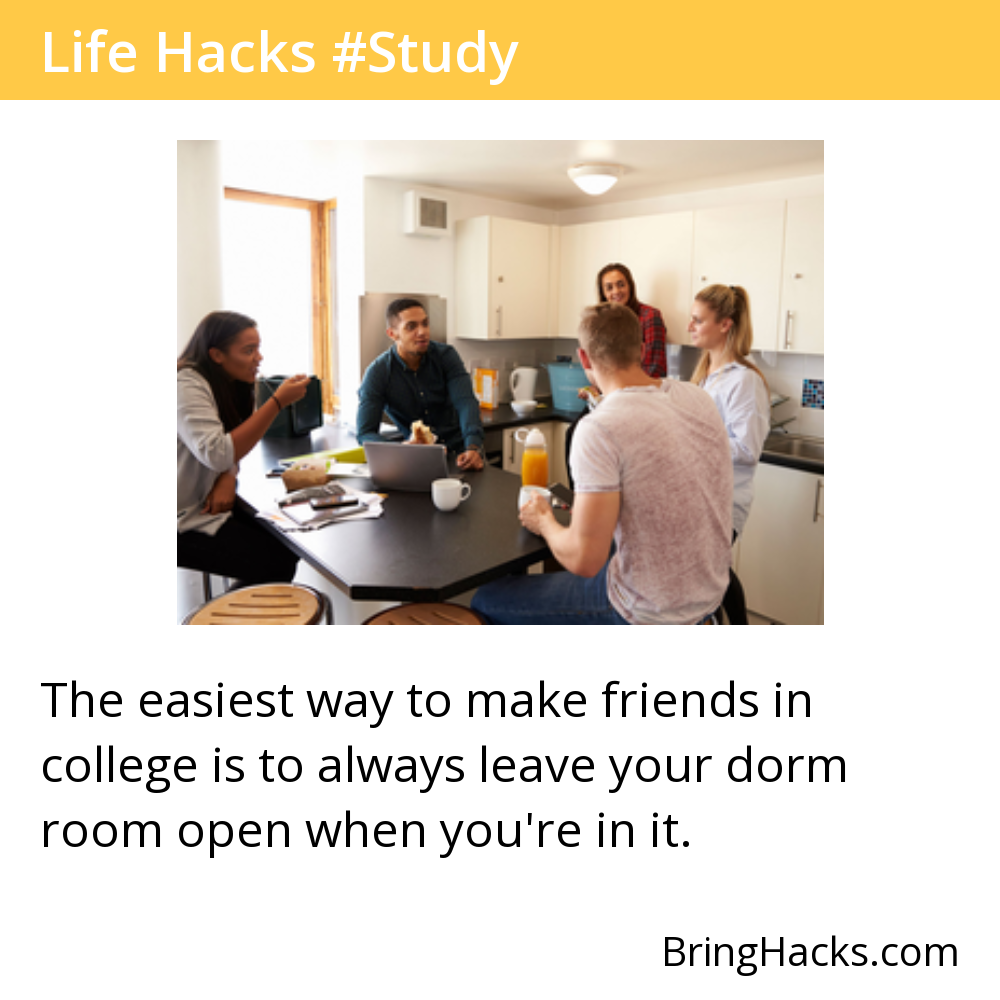 Life Hacks #Study
The easiest way to make friends in
college is to always leave your dorm
room open when you're in it.
BringHacks.com